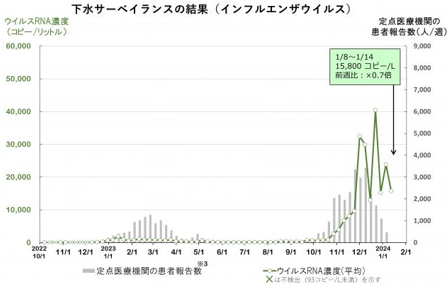 下水サーベイランスの結果（インフルエンザウイルス）
ウイルスRNA濃度
（コピー/リットル）
定点医療機関の
患者報告数（人/週）
60,000
50,000
40,000
30,000
20,000
10,000
0
9,000
8,000
7,000
6,000
5,000
4,000
3,000
2,000
1,000
0
1/8～1/14
15,800 コピー/L
前週比：×0.7倍
2022
10/1 11/1 12/1
2023
1/1 2/1 3/1 4/1 5/1 6/1 7/1 8/1 9/1 10/1 11/1 12/1
2024
1/1 2/1
※3
定点医療機関の患者報告数
ウイルスRNA濃度（平均）
×は不検出（93コピー/L未満）を示す